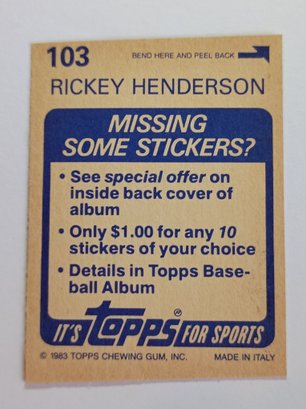 103 BEND HERE AND PEEL BACK
RICKEY HENDERSON
MISSING
SOME STICKERS?
• See special offer on
inside back cover of
album
• Only $1.00 for any 10
stickers of your choice
• Details in Topps Base-
ball Album
IT'S Topps® FOR SPORTS
© 1983 TOPPS CHEWING GUM, INC. MADE IN ITALY